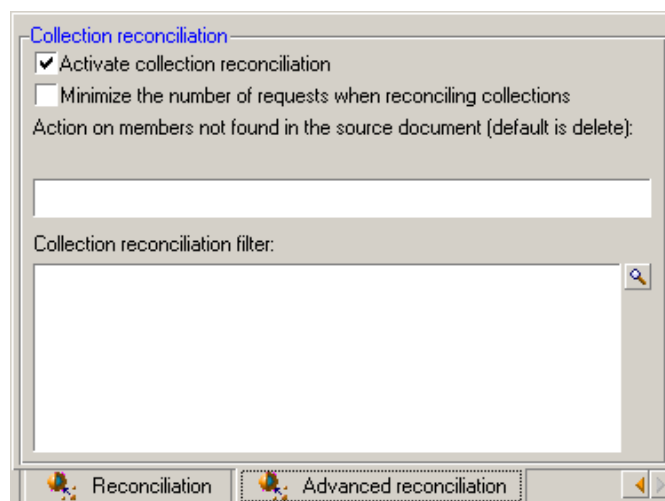 Collection reconciliation
Activate collection reconciliation
Minimize the number of requests when reconciling collections
Action on members not found in the source document (default is delete):
Collection reconciliation filter:
Reconciliation
Advanced reconciliation